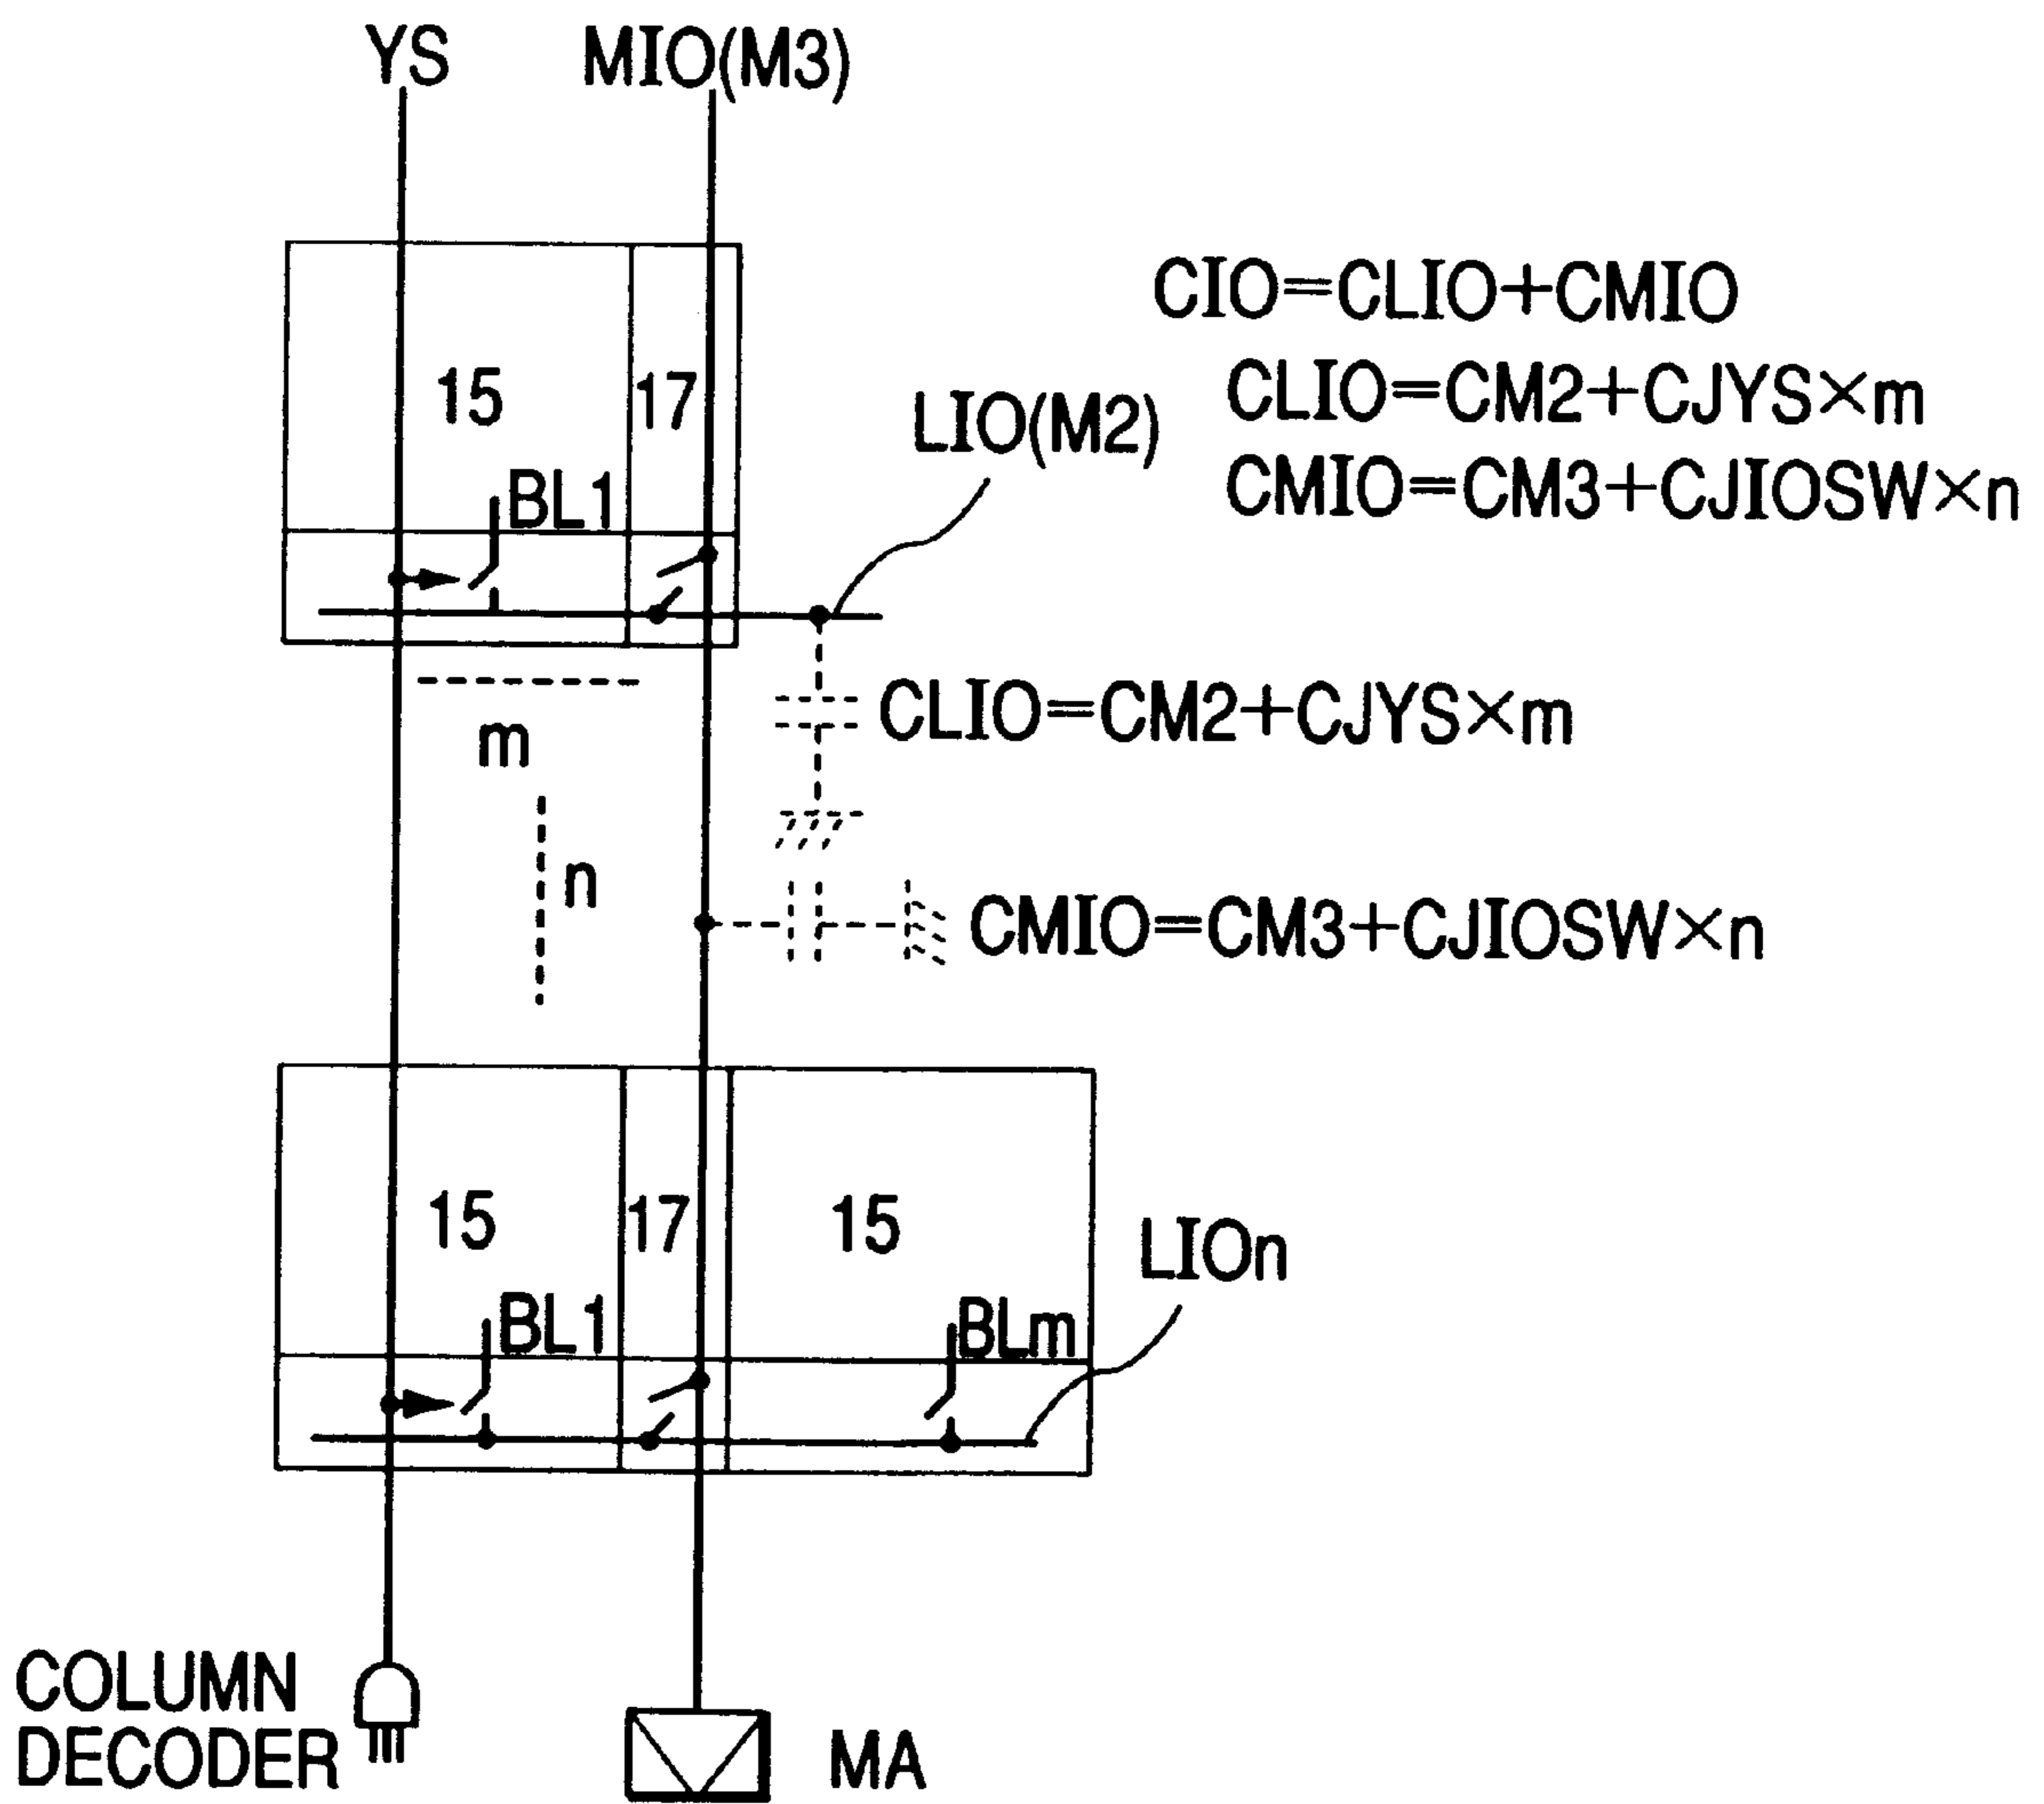 YS
MIO(M3)
CIO=CLIO+CMIO
CLIO=CM2+CJYS×m
CMIO=CM3+CJIOSW×n
15
17
LIO(M2)
BL1
CLIO=CM2+CJYS×m
m
n
CMIO=CM3+CJIOSW×n
15
17
15
LIOn
BL1
BLm
COLUMN
DECODER
MA